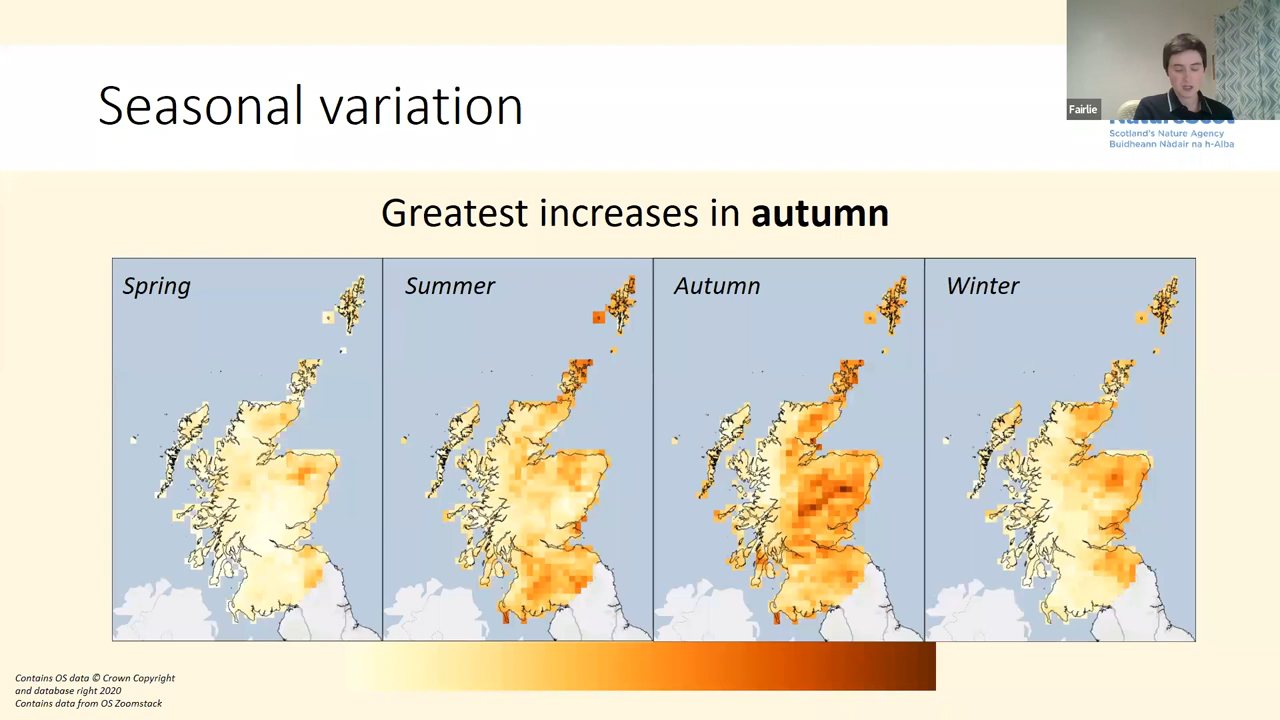 Seasonal variation
Fairlie
Scotland's Nature Agency
Buidheann Nàdair na h-Alba
Greatest increases in autumn
Spring
Summer
Autumn
Winter
Contains OS data © Crown Copyright
and database right 2020
Contains data from OS Zoomstack